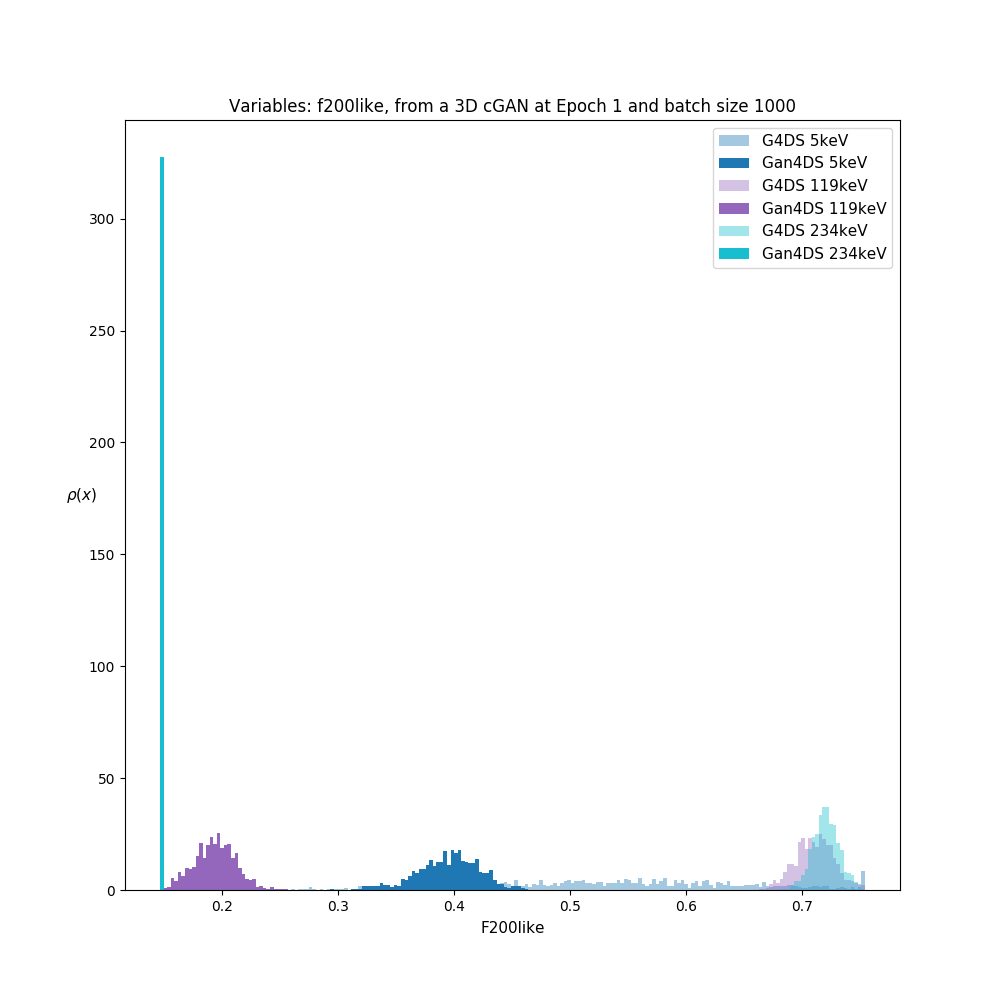 Variables: f200like, from a 3D cGAN at Epoch 1 and batch size 1000
G4DS 5keV
Gan4DS 5keV
G4DS 119keV
Gan4DS 119keV
G4DS 234keV
Gan4DS 234keV
300
250
200
ρ(x)
150
100
50
0
0.2 0.3 0.4 0.5 0.6 0.7
F200like